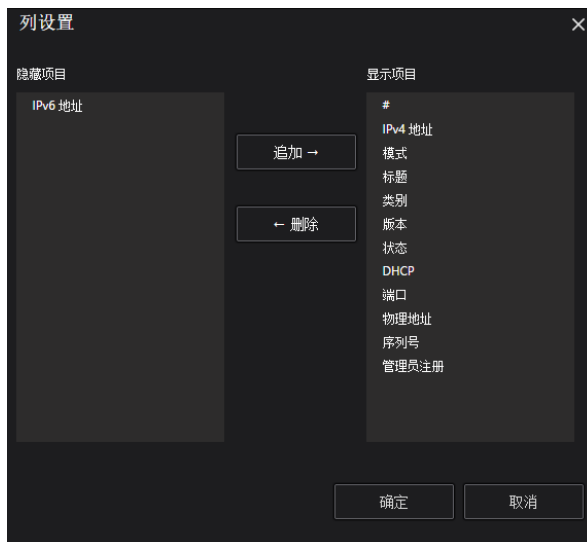 列设置
隐藏项目
IPv6 地址
追加 →
← 删除
显示项目
#
IPv4 地址
模式
标题
类别
版本
状态
DHCP
端口
物理地址
序列号
管理员注册
确定
取消